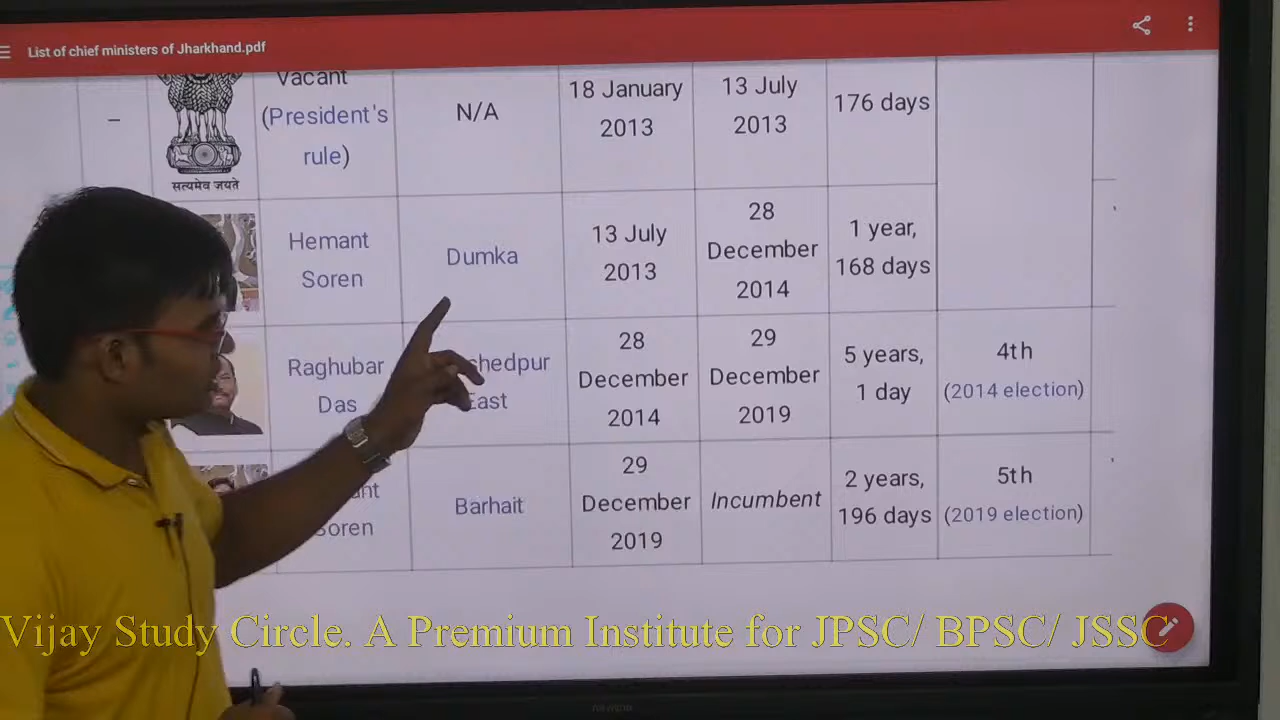 List of chief ministers of Jharkhand.pdf
Vacant
(President's
rule)
N/A
18 January
2013
13 July
2013
176 days
–
सत्यमेव जयते
Hemant
Soren
Dumka
13 July
2013
28
December
2014
1 year,
168 days
Raghubar
Das
shedpur
East
28
December
2014
29
December
2019
5 years,
1 day
4th
(2014 election)
ant
Soren
Barhait
29
December
2019
Incumbent
2 years,
196 days
5th
(2019 election)
Vijay Study Circle. A Premium Institute for JPSC/ BPSC/ JSSC